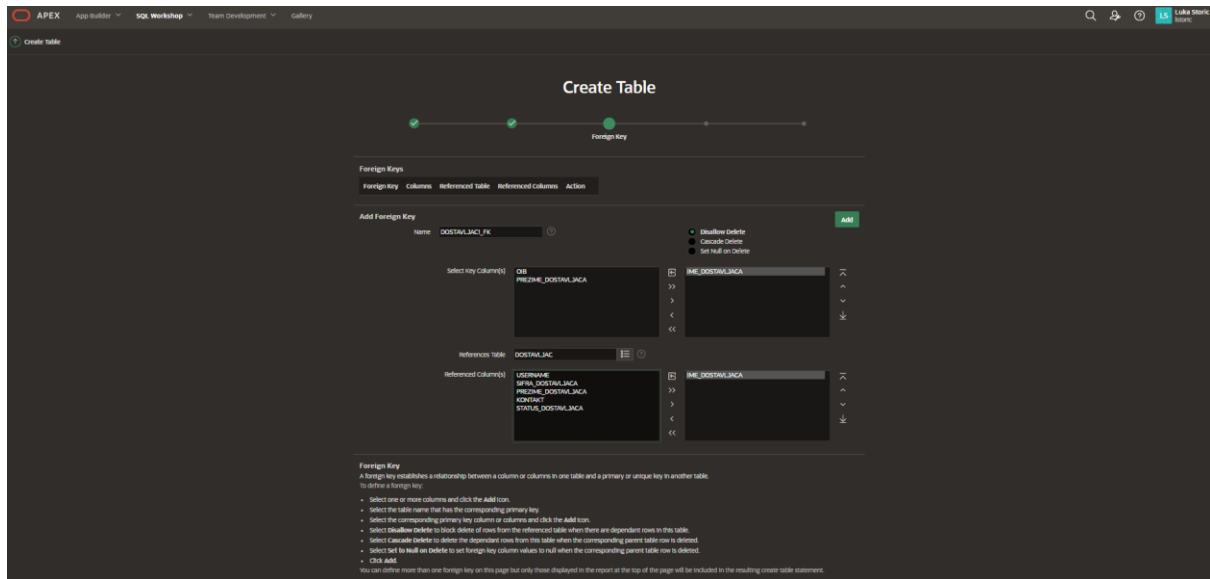 APEX App Builder SQL Workshop Team Development Gallery LS Luka Storic
lstoric
Create Table
Create Table
Foreign Key
Foreign Keys
Foreign Key Columns Referenced Table Referenced Columns Action
Add Foreign Key
Add
Name DOSTAVLJAC1_FK
Disallow Delete
Cascade Delete
Set Null on Delete
Select Key Column(s)
OIB
PREZIME_DOSTAVLJACA
IME_DOSTAVLJACA
References Table DOSTAVLJAC
Referenced Column(s)
USERNAME
SIFRA_DOSTAVLJACA
PREZIME_DOSTAVLJACA
KONTAKT
STATUS_DOSTAVLJACA
IME_DOSTAVLJACA
Foreign Key
A foreign key establishes a relationship between a column or columns in one table and a primary or unique key in another table.
To define a foreign key:
• Select one or more columns and click the Add icon.
• Select the table name that has the corresponding primary key.
• Select the corresponding primary key column or columns and click the Add icon.
• Select Disallow Delete to block delete of rows from the referenced table when there are dependant rows in this table.
• Select Cascade Delete to delete the dependant rows from this table when the corresponding parent table row is deleted.
• Select Set to Null on Delete to set foreign key column values to null when the corresponding parent table row is deleted.
• Click Add.
You can define more than one foreign key on this page but only those displayed in the report at the top of the page will be included in the resulting create table statement.